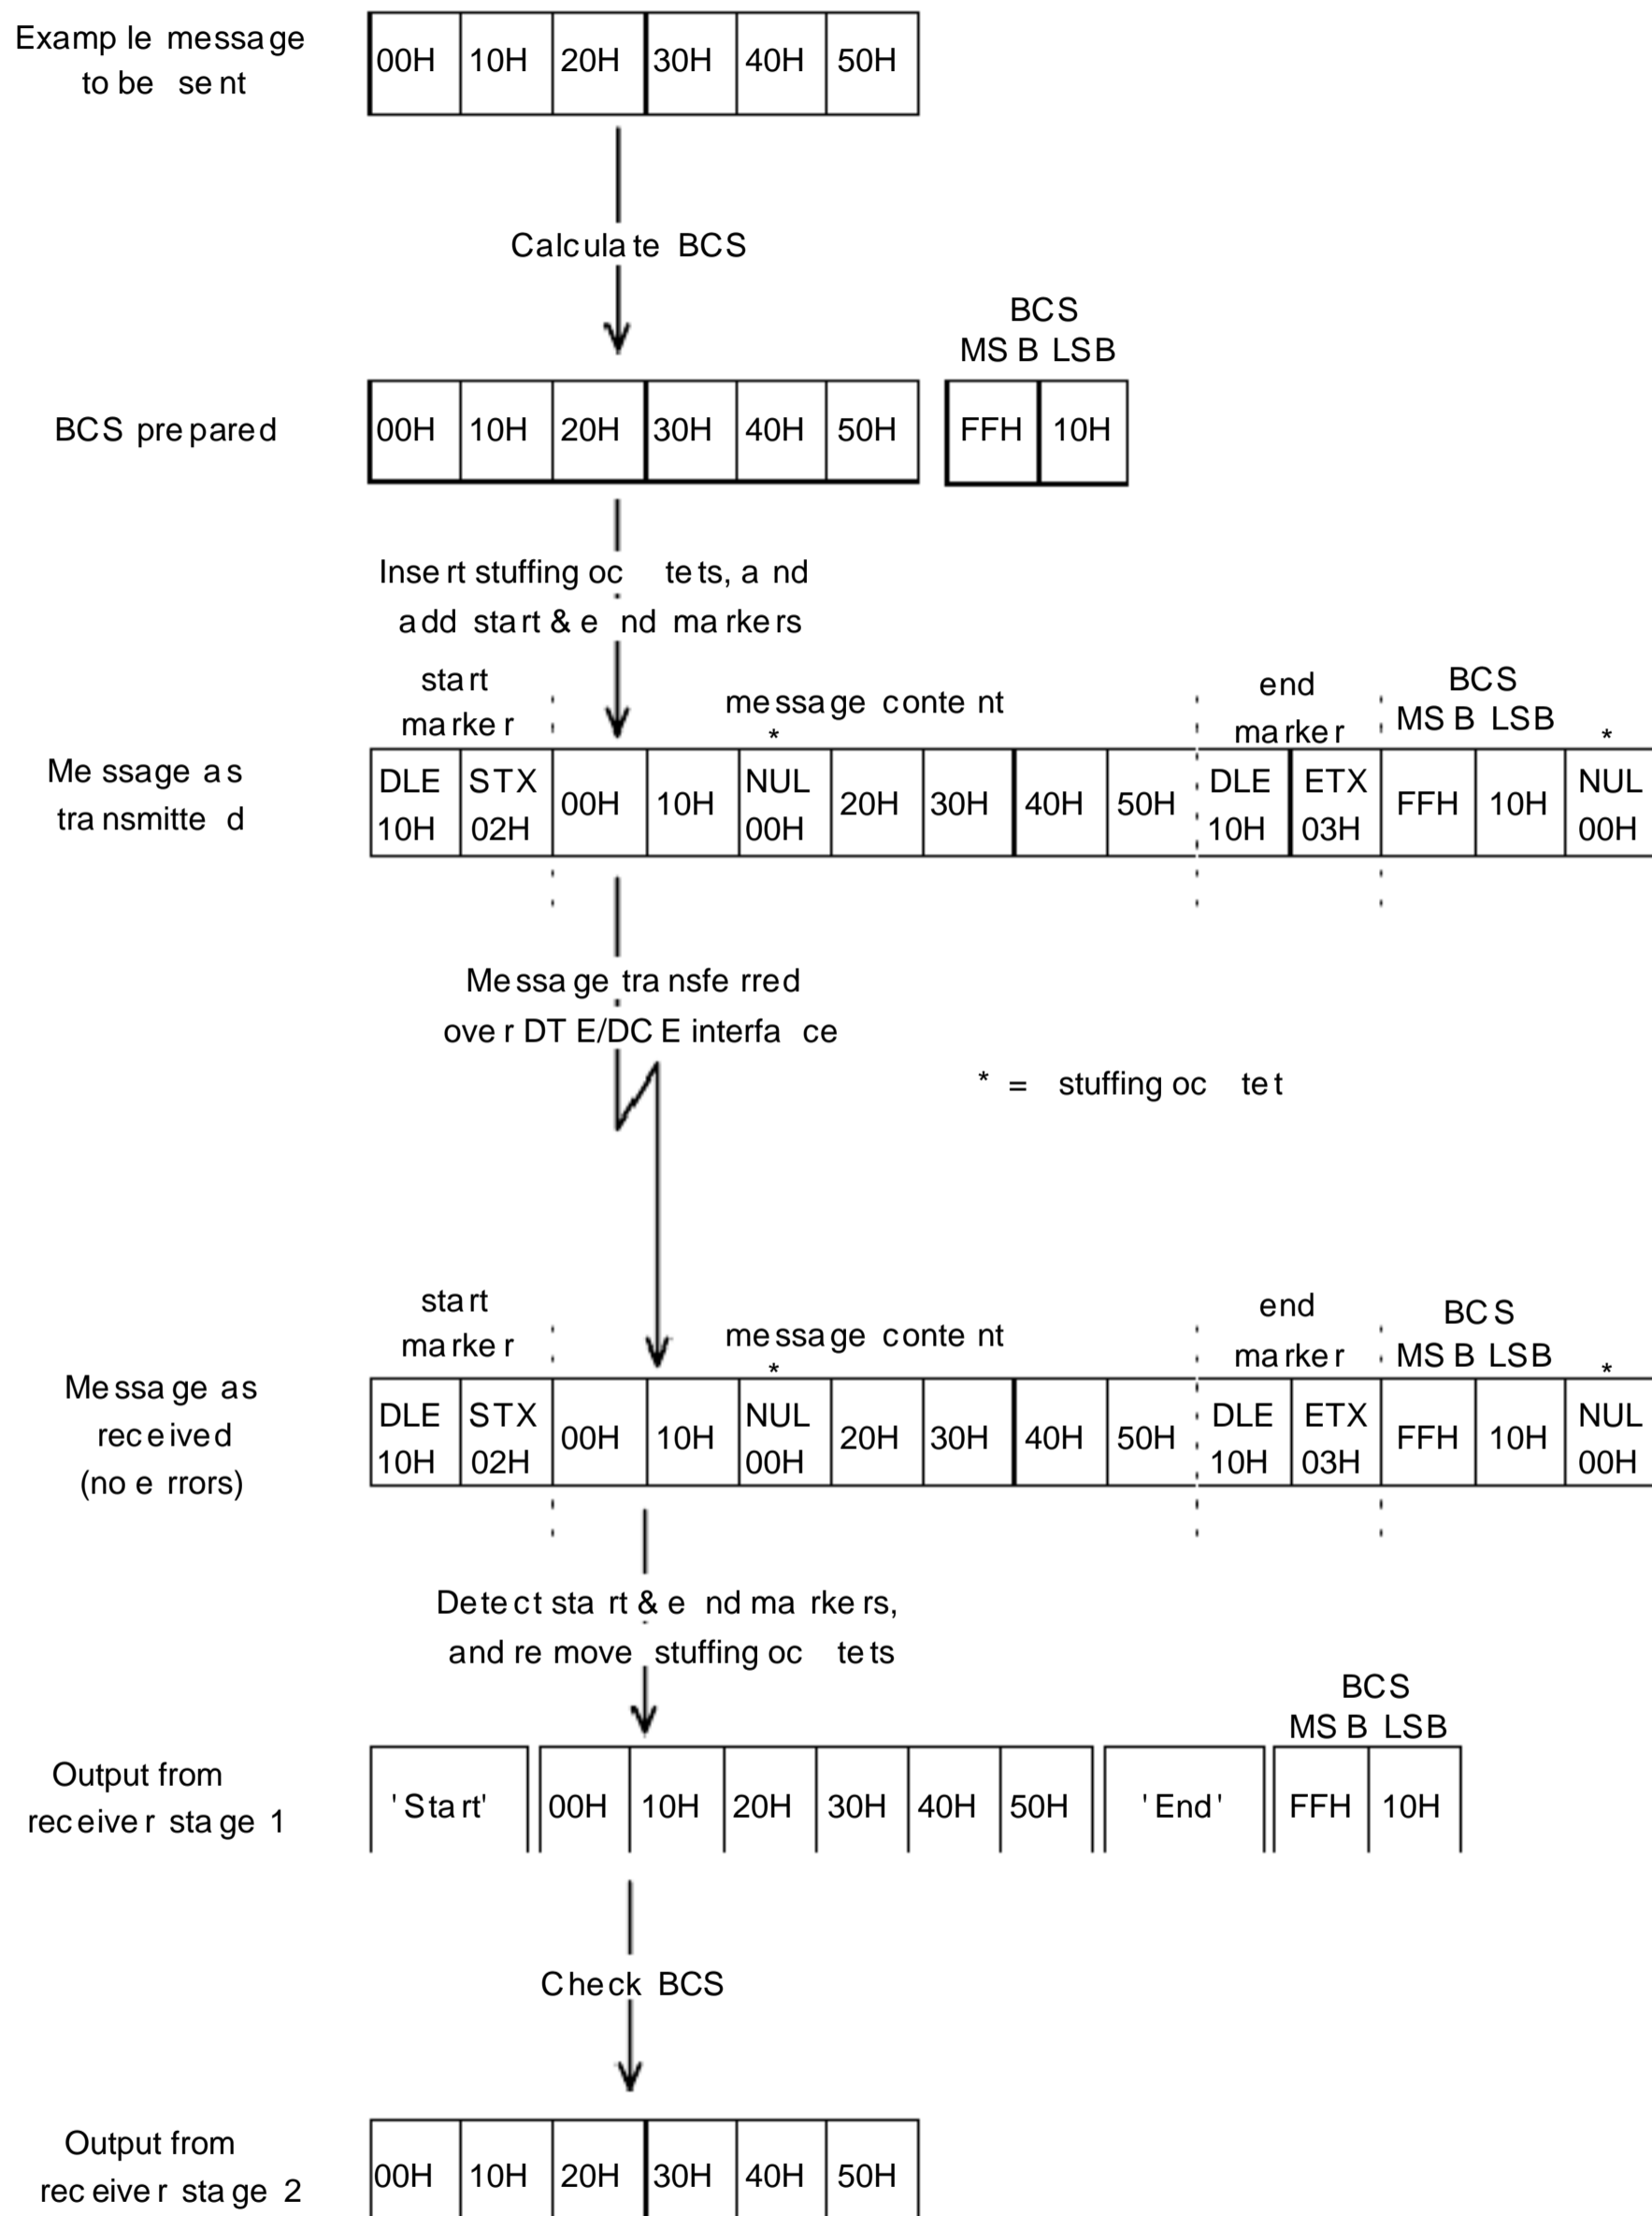 Example message
to be sent
00H 10H 20H 30H 40H 50H
Calculate BCS
BCS
MSB LSB
BCS prepared
00H 10H 20H 30H 40H 50H FFH 10H
Insert stuffing octets, and
add start & end markers
start
marker
message content
*
end
marker
BCS
MSB LSB
*
Message as
transmitted
DLE STX 00H 10H NUL 20H 30H 40H 50H DLE ETX FFH 10H NUL
10H 02H 00H 10H 03H 00H
Message transferred
over DTE/DCE interface
* = stuffing octet
start
marker
message content
*
end
marker
BCS
MSB LSB
*
Message as
received
(no errors)
DLE STX 00H 10H NUL 20H 30H 40H 50H DLE ETX FFH 10H NUL
10H 02H 00H 10H 03H 00H
Detect start & end markers,
and remove stuffing octets
BCS
MSB LSB
Output from
receiver stage 1
'Start' 00H 10H 20H 30H 40H 50H 'End' FFH 10H
Check BCS
Output from
receiver stage 2
00H 10H 20H 30H 40H 50H